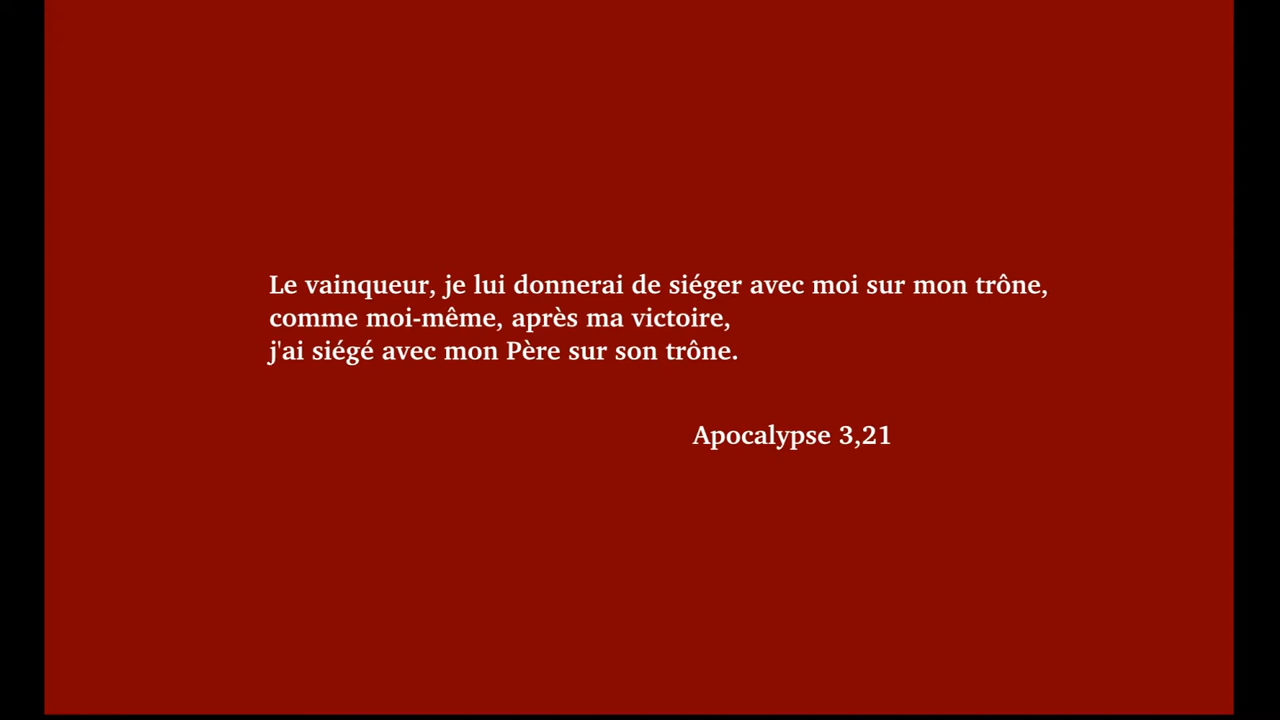 Le vainqueur, je lui donnerai de siéger avec moi sur mon trône,
comme moi-même, après ma victoire,
j'ai siégé avec mon Père sur son trône.
Apocalypse 3,21